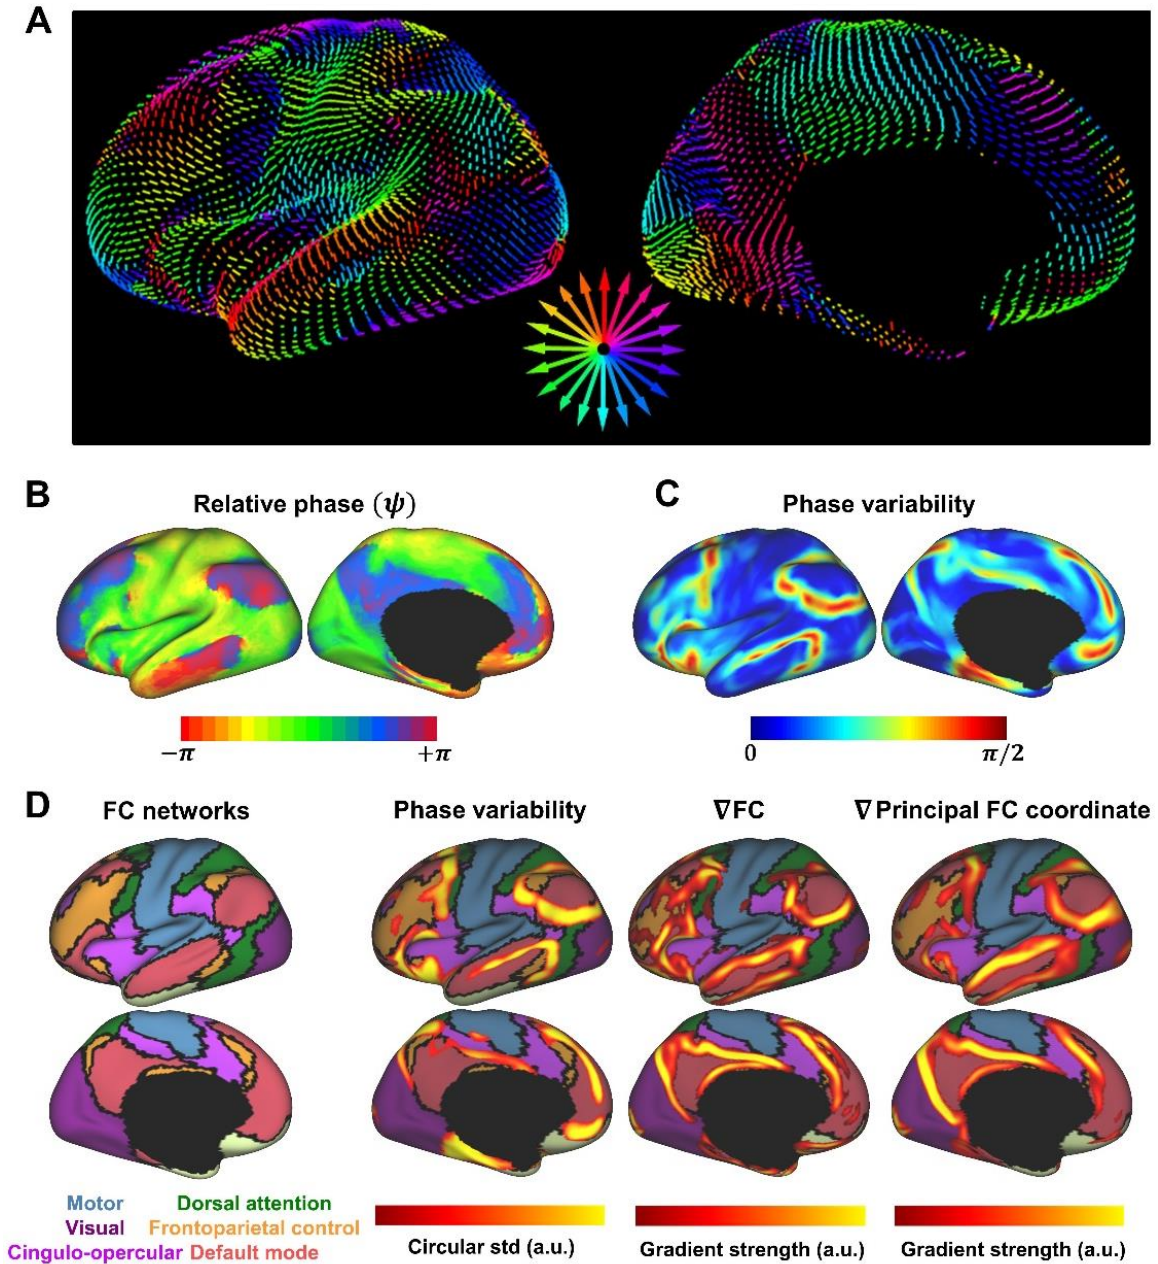 A
B
Relative phase (ψ)
C
Phase variability
−π
+π
0
π/2
D
FC networks
Phase variability
∇FC
∇Principal FC coordinate
Motor
Dorsal attention
Visual
Frontoparietal control
Cingulo-opercular
Default mode
Circular std (a.u.)
Gradient strength (a.u.)
Gradient strength (a.u.)